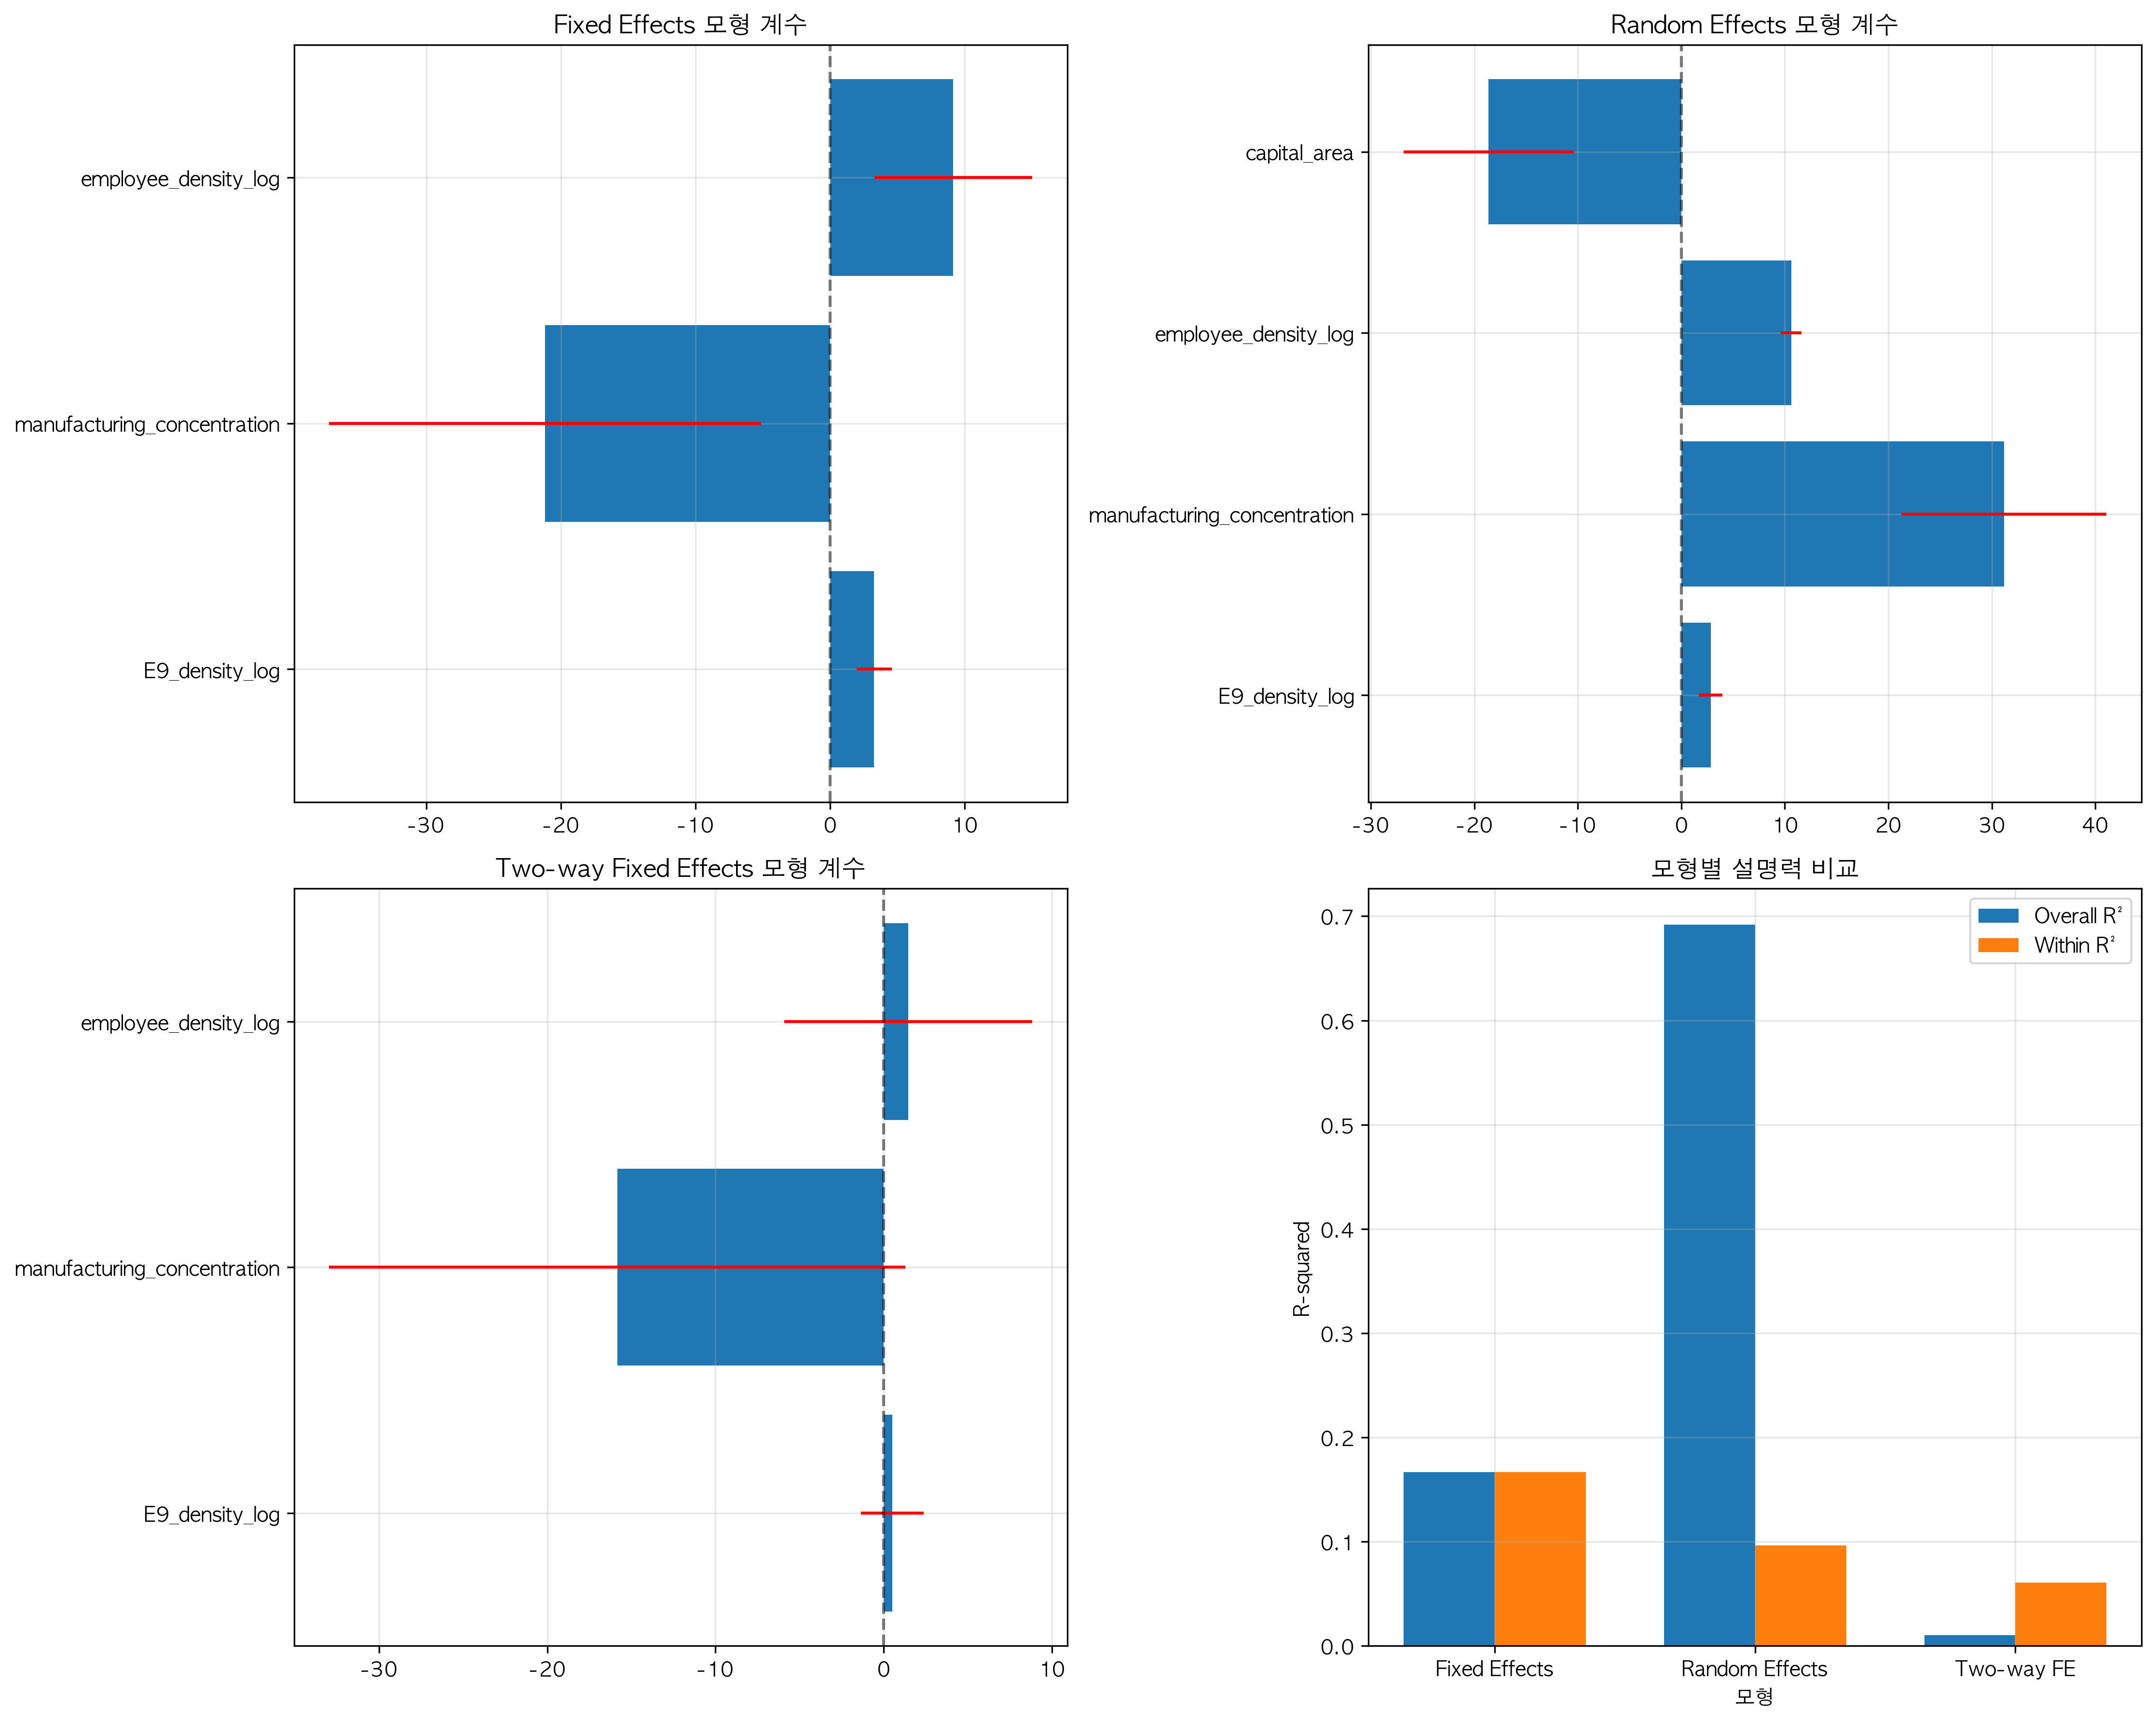 Fixed Effects 모형 계수
employee_density_log
manufacturing_concentration
E9_density_log
-30 -20 -10 0 10
Random Effects 모형 계수
capital_area
employee_density_log
manufacturing_concentration
E9_density_log
-30 -20 -10 0 10 20 30 40
Two-way Fixed Effects 모형 계수
employee_density_log
manufacturing_concentration
E9_density_log
-30 -20 -10 0 10
모형별 설명력 비교
Overall R²
Within R²
R-squared
0.7
0.6
0.5
0.4
0.3
0.2
0.1
0.0
Fixed Effects Random Effects Two-way FE
모형